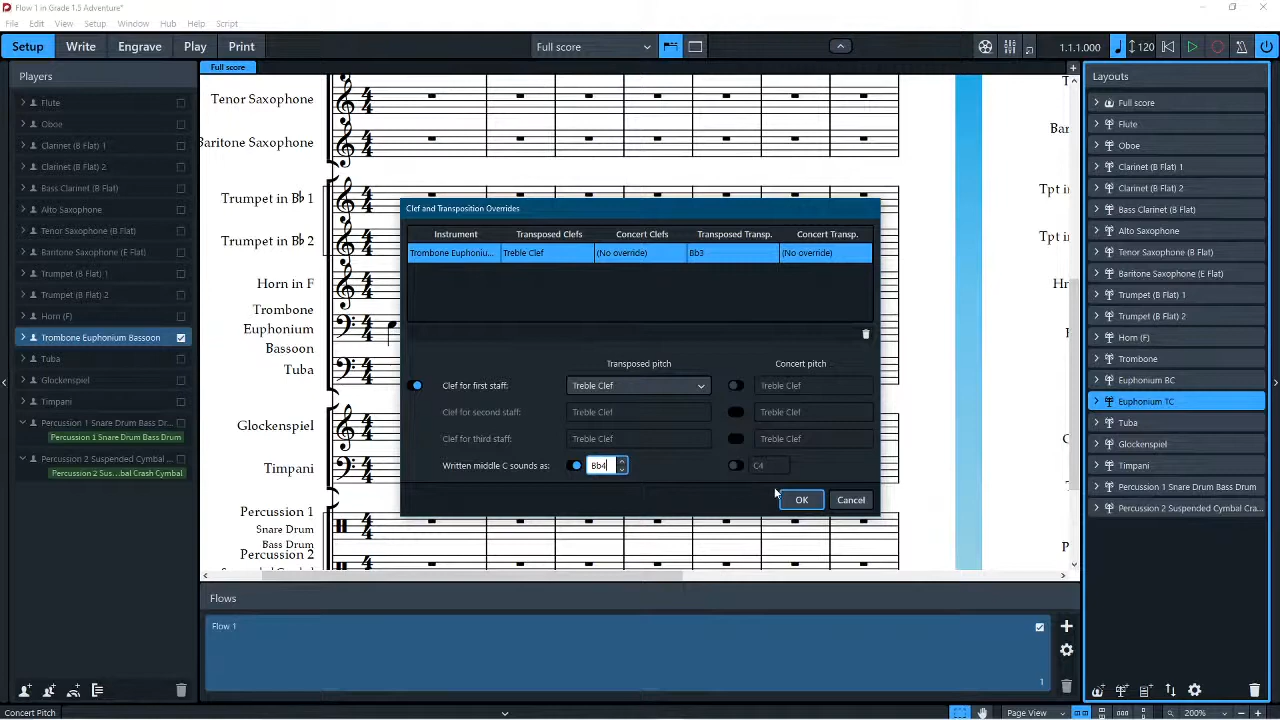 Flow 1 in Grade 1.5 Adventure*
File Edit View Setup Window Hub Help Script
Setup Write Engrave Play Print
Full score
1.1.1.000
120
Players
Flute
Oboe
Clarinet (B Flat) 1
Clarinet (B Flat) 2
Bass Clarinet (B Flat)
Alto Saxophone
Tenor Saxophone (B Flat)
Baritone Saxophone (E Flat)
Trumpet (B Flat) 1
Trumpet (B Flat) 2
Horn (F)
Trombone Euphonium Bassoon
Tuba
Glockenspiel
Timpani
Percussion 1 Snare Drum Bass Dr...
Percussion 1 Snare Drum Bass Drum
Percussion 2 Suspended Cymbal ...
Percussion 2 Sus...bal Crash Cymbal
Full score
Tenor Saxophone
Baritone Saxophone
Trumpet in B♭ 1
Trumpet in B♭ 2
Horn in F
Trombone
Euphonium
Bassoon
Tuba
Glockenspiel
Timpani
Percussion 1
Snare Drum
Bass Drum
Percussion 2
Bari
Tpt in
Tpt in
Clef and Transposition Overrides
Instrument Transposed Clefs Concert Clefs Transposed Transp. Concert Transp.
Trombone Euphoniu... Treble Clef (No override) Bb3 (No override)
Transposed pitch Concert pitch
Clef for first staff: Treble Clef Treble Clef
Clef for second staff: Treble Clef Treble Clef
Clef for third staff: Treble Clef Treble Clef
Written middle C sounds as: Bb4 C4
OK Cancel
Flows
Flow 1
1
Layouts
Full score
Flute
Oboe
Clarinet (B Flat) 1
Clarinet (B Flat) 2
Bass Clarinet (B Flat)
Alto Saxophone
Tenor Saxophone (B Flat)
Baritone Saxophone (E Flat)
Trumpet (B Flat) 1
Trumpet (B Flat) 2
Horn (F)
Trombone
Euphonium BC
Euphonium TC
Tuba
Glockenspiel
Timpani
Percussion 1 Snare Drum Bass Drum
Percussion 2 Suspended Cymbal Cra...
Concert Pitch
Page View
200%